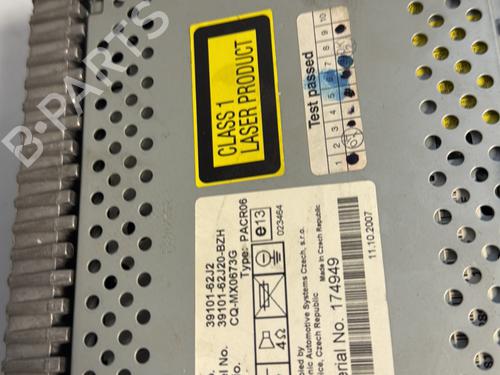 B-PARTS
CLASS 1
LASER PRODUCT
Test passed
1 2 3 4 5 7 8 9 10
39101-62J2
39101-62J20-BZH
CQ-MX0673G
Type: PACR06
e13
023464
4Ω
Automotive Systems Czech, s.r.o.
Czech Republic
Made in Czech Republic
No. 174949
11.10.2007